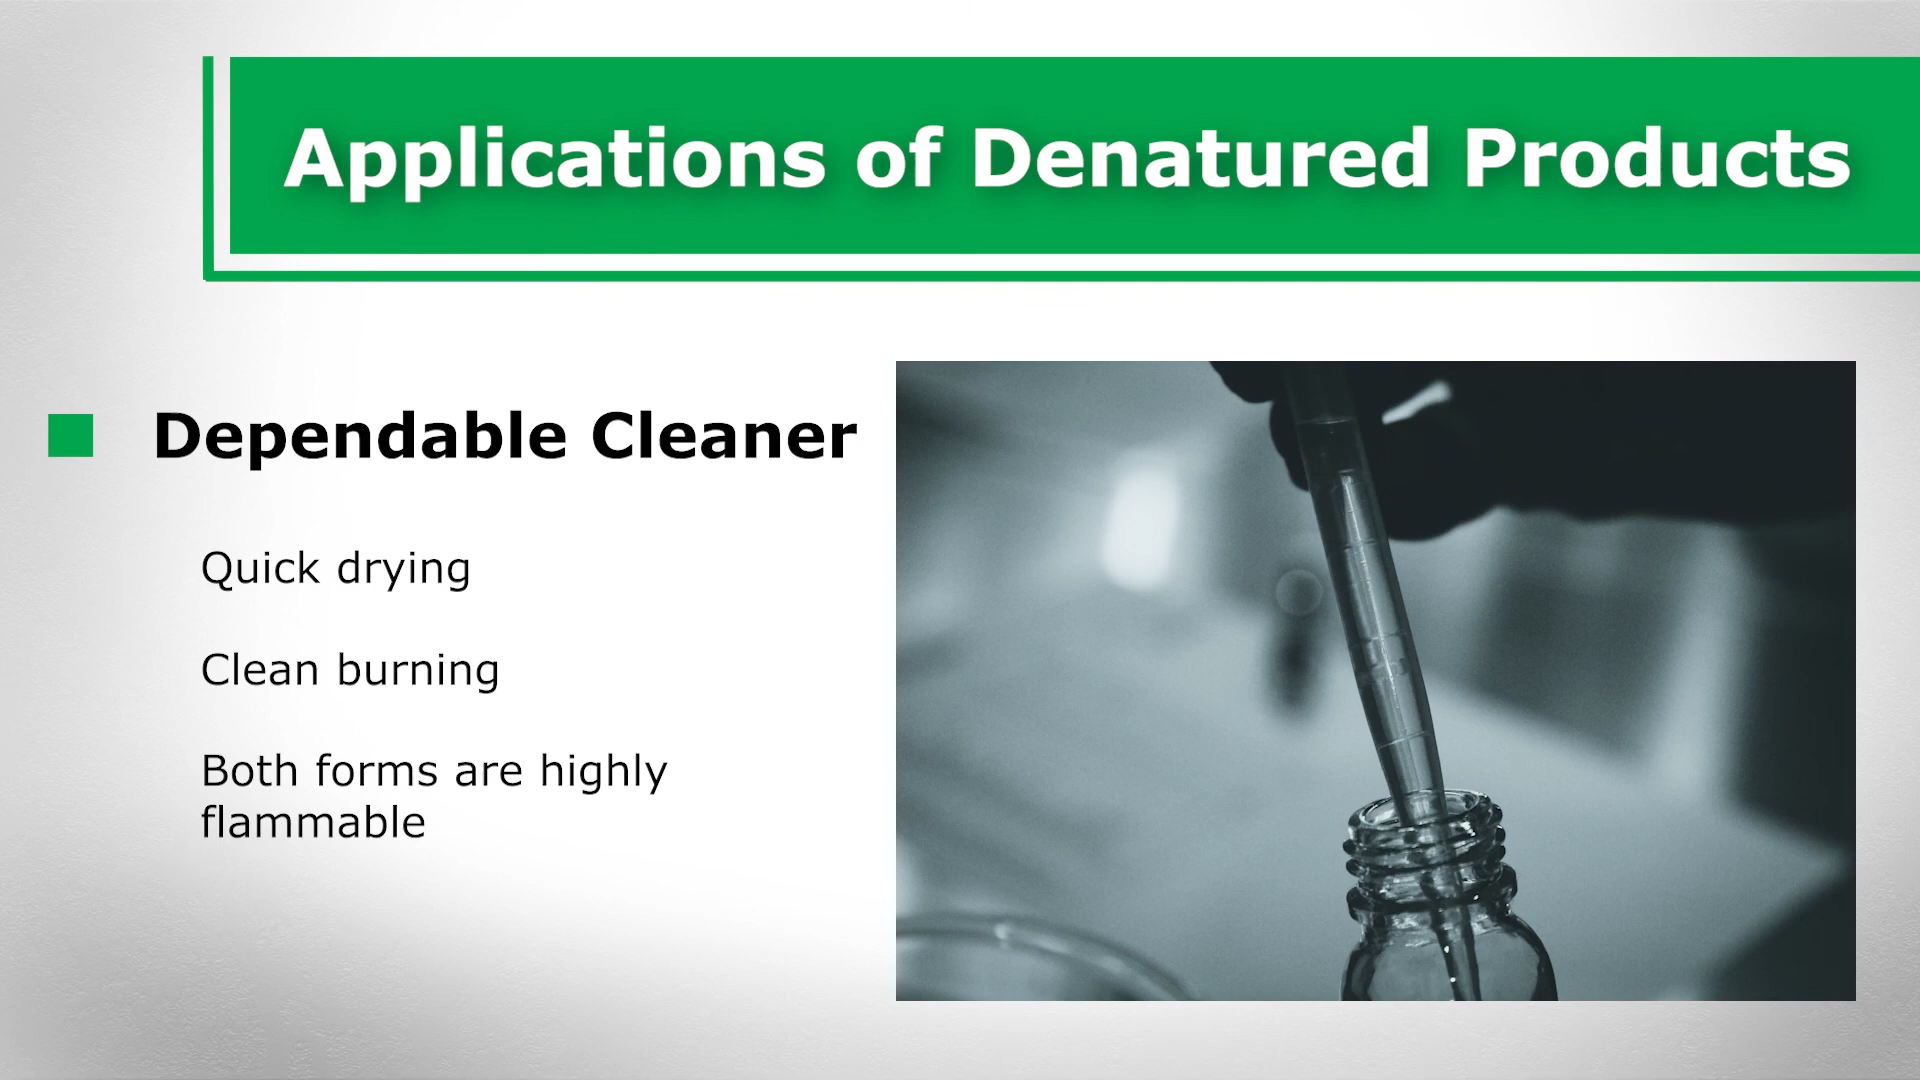 Applications of Denatured Products
Dependable Cleaner
Quick drying
Clean burning
Both forms are highly
flammable